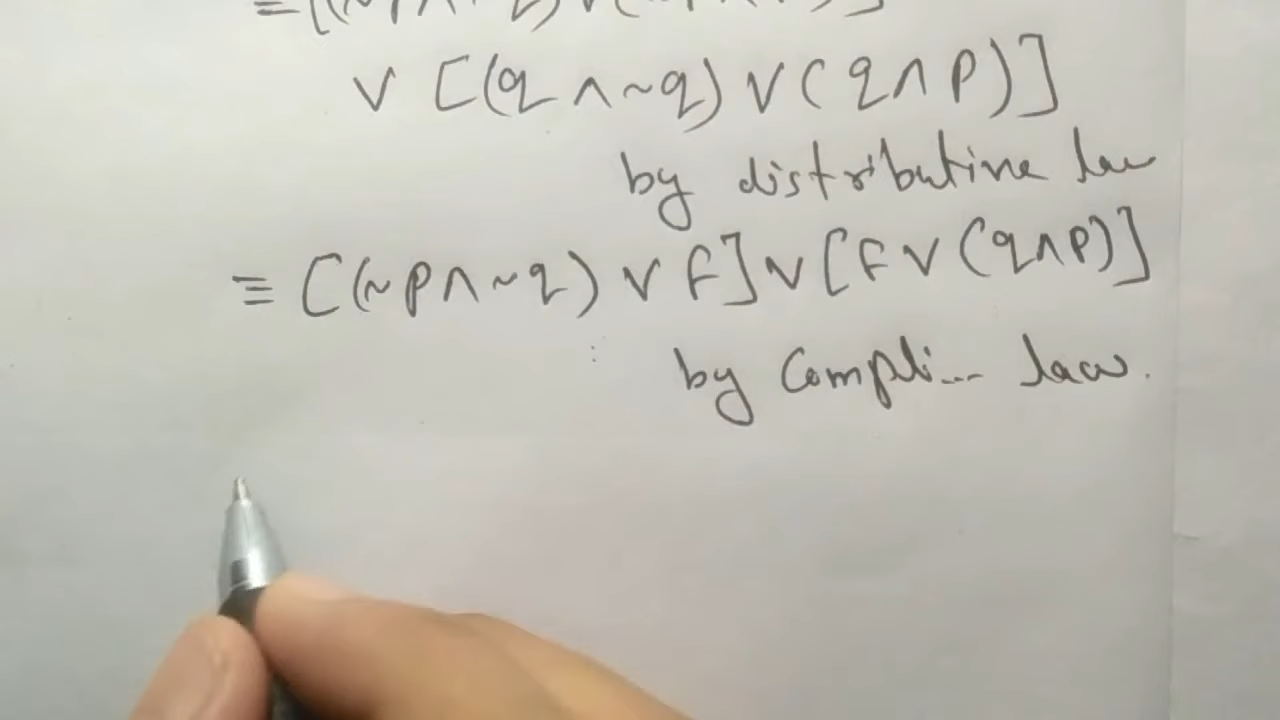 ≡[(~p∧~q)∨(
∨ [(q∧~q)∨(q∧p)]
by distributive law
≡ [(~p∧~q)∨F]∨[F∨(q∧p)]
by Compli... law.